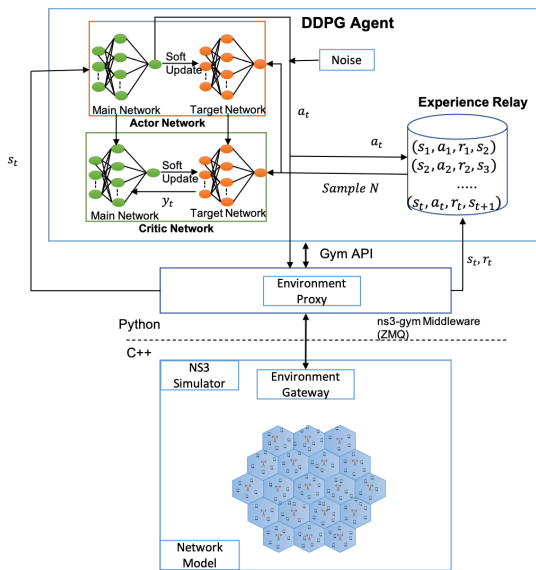 DDPG Agent
Soft
Update
Noise
Main Network
Target Network
Actor Network
a_t
Experience Relay
s_t
a_t
(s_1, a_1, r_1, s_2)
(s_2, a_2, r_2, s_3)
.....
(s_t, a_t, r_t, s_{t+1})
Soft
Update
Sample N
y_t
Main Network
Target Network
Critic Network
Gym API
s_t, r_t
Environment
Proxy
Python
ns3-gym Middleware
(ZMQ)
C++
NS3
Simulator
Environment
Gateway
Network
Model